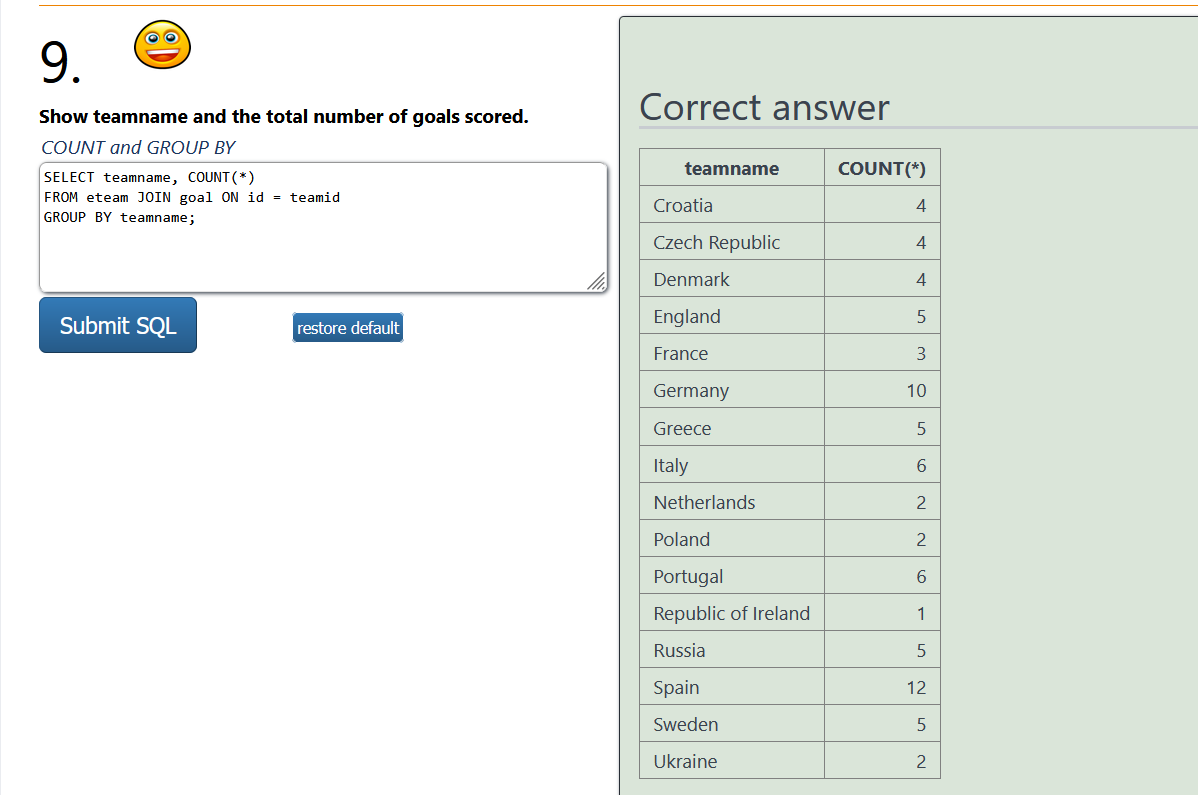 9.
Show teamname and the total number of goals scored.
COUNT and GROUP BY
SELECT teamname, COUNT(*)
FROM eteam JOIN goal ON id = teamid
GROUP BY teamname;
Submit SQL
restore default
Correct answer
teamname COUNT(*)
Croatia 4
Czech Republic 4
Denmark 4
England 5
France 3
Germany 10
Greece 5
Italy 6
Netherlands 2
Poland 2
Portugal 6
Republic of Ireland 1
Russia 5
Spain 12
Sweden 5
Ukraine 2